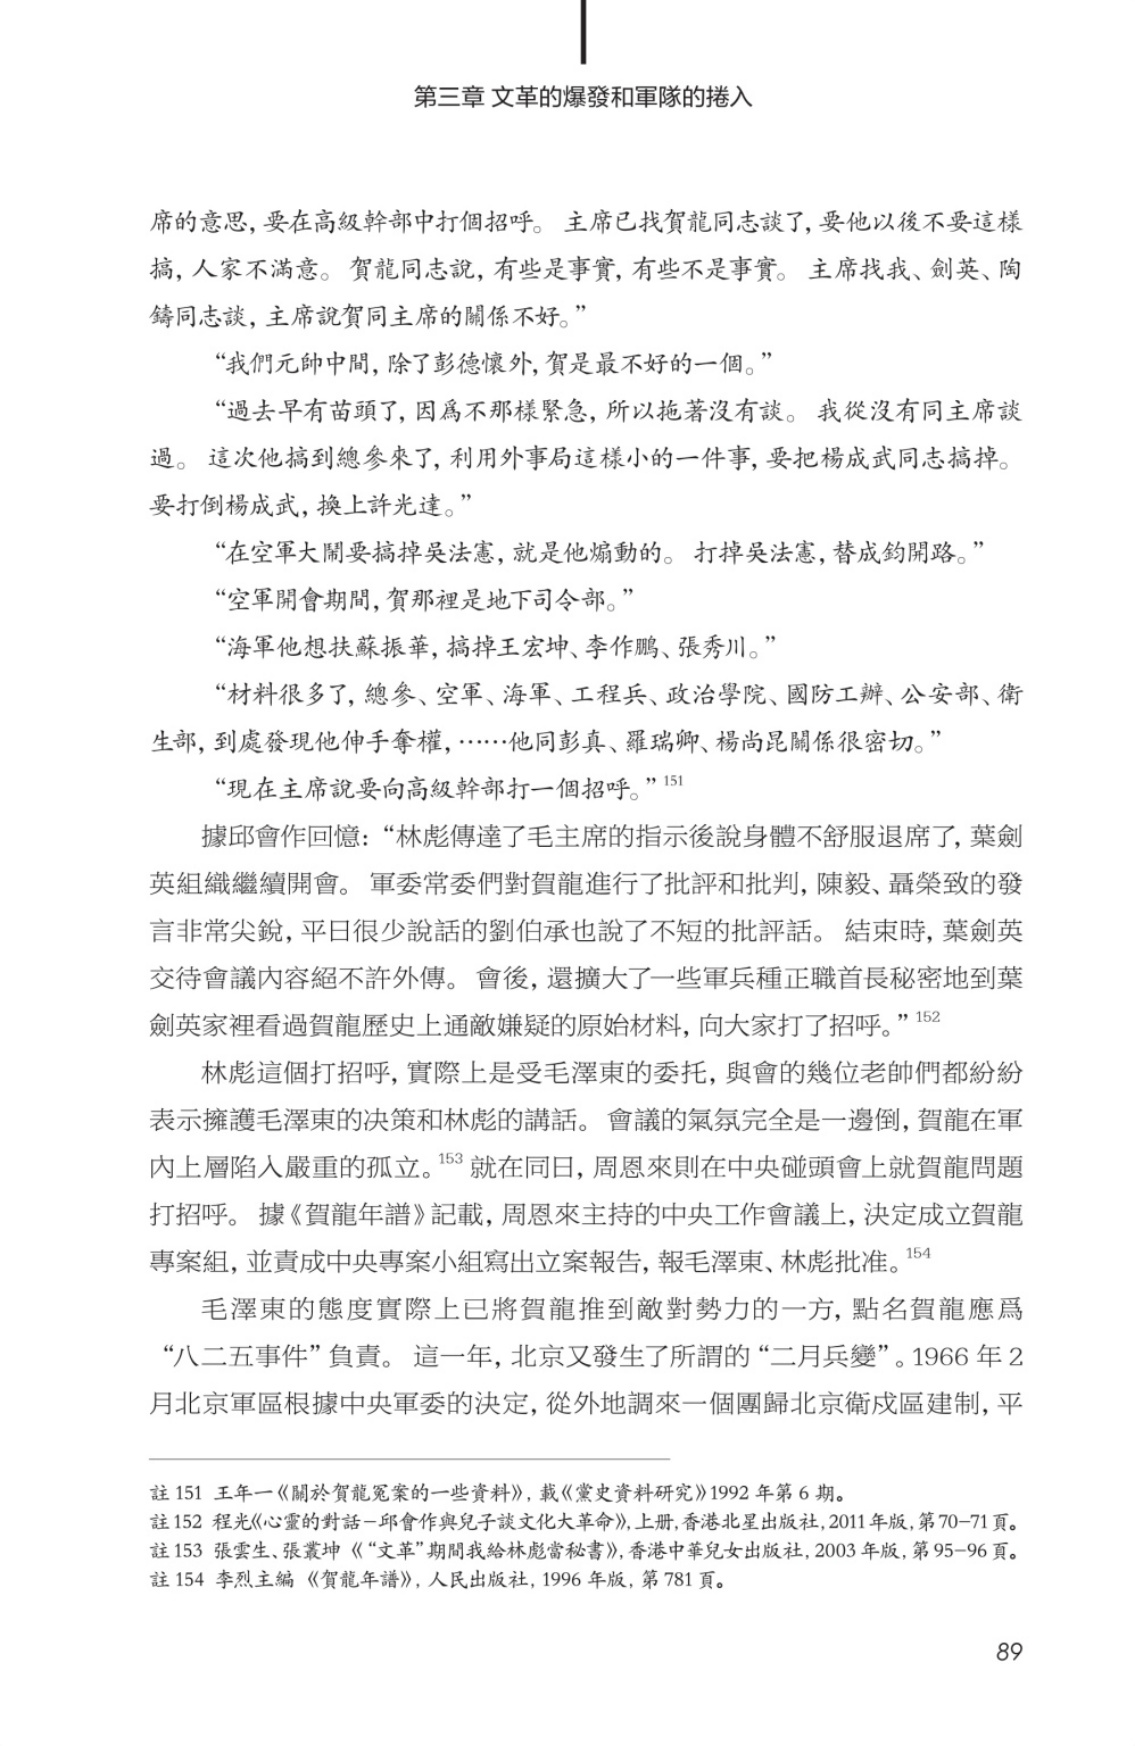 第三章 文革的爆發和軍隊的捲入
席的意思，要在高級幹部中打個招呼。 主席已找賀龍同志談了，要他以後不要這樣
搞，人家不滿意。 賀龍同志說，有些是事實，有些不是事實。 主席找我、劍英、陶
鑄同志談，主席說賀同主席的關係不好。”
“我們元帥中間，除了彭德懷外，賀是最不好的一個。”
“過去早有苗頭了，因爲不那樣緊急，所以拖著沒有談。 我從沒有同主席談
過。 這次他搞到總參來了，利用外事局這樣小的一件事，要把楊成武同志搞掉。
要打倒楊成武，換上許光達。”
“在空軍大鬧要搞掉吳法憲，就是他煽動的。 打掉吳法憲，替成鈞開路。”
“空軍開會期間，賀那裡是地下司令部。”
“海軍他想扶蘇振華，搞掉王宏坤、李作鵬、張秀川。”
“材料很多了，總參、空軍、海軍、工程兵、政治學院、國防工辦、公安部、衛
生部，到處發現他伸手奪權，……他同彭真、羅瑞卿、楊尚昆關係很密切。”
“現在主席說要向高級幹部打一個招呼。”151
據邱會作回憶：“林彪傳達了毛主席的指示後說身體不舒服退席了，葉劍
英組織繼續開會。 軍委常委們對賀龍進行了批評和批判，陳毅、聶榮致的發
言非常尖銳，平日很少說話的劉伯承也說了不短的批評話。 結束時，葉劍英
交待會議內容絕不許外傳。 會後，還擴大了一些軍兵種正職首長秘密地到葉
劍英家裡看過賀龍歷史上通敵嫌疑的原始材料，向大家打了招呼。”152
林彪這個打招呼，實際上是受毛澤東的委托，與會的幾位老帥們都紛紛
表示擁護毛澤東的決策和林彪的講話。 會議的氣氛完全是一邊倒，賀龍在軍
內上層陷入嚴重的孤立。153 就在同日，周恩來則在中央碰頭會上就賀龍問題
打招呼。 據《賀龍年譜》記載，周恩來主持的中央工作會議上，決定成立賀龍
專案組，並責成中央專案小組寫出立案報告，報毛澤東、林彪批准。154
毛澤東的態度實際上已將賀龍推到敵對勢力的一方，點名賀龍應爲
“八二五事件”負責。 這一年，北京又發生了所謂的“二月兵變”。1966 年 2
月北京軍區根據中央軍委的決定，從外地調來一個團歸北京衛戍區建制，平
註 151 王年一《關於賀龍冤案的一些資料》，載《黨史資料研究》1992 年第 6 期。
註 152 程光《心靈的對話－邱會作與兒子談文化大革命》，上册，香港北星出版社，2011年版，第70-71頁。
註 153 張雲生、張叢坤《“文革”期間我給林彪當秘書》，香港中華兒女出版社，2003 年版，第 95-96 頁。
註 154 李烈主編 《賀龍年譜》，人民出版社，1996 年版，第 781 頁。
89